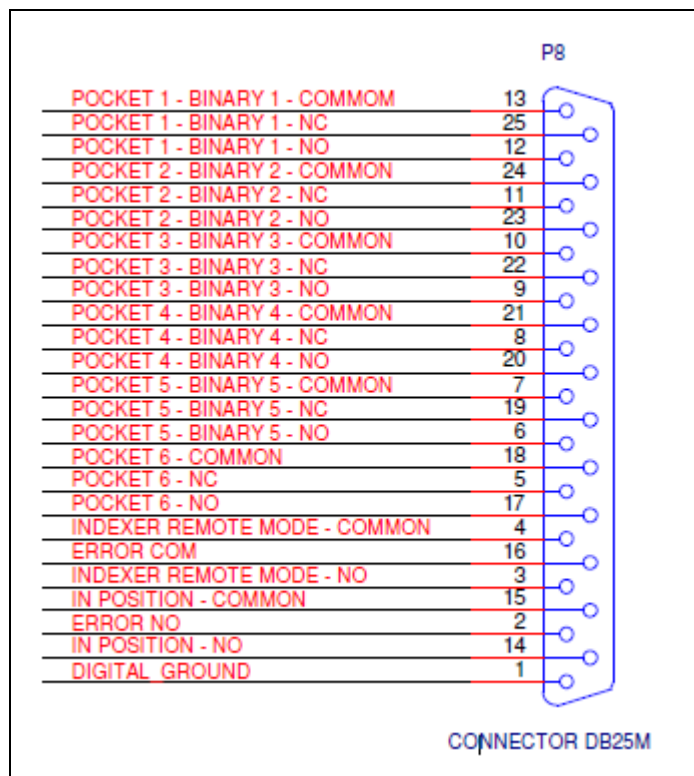 P8
POCKET 1 - BINARY 1 - COMMOM 13
POCKET 1 - BINARY 1 - NC 25
POCKET 1 - BINARY 1 - NO 12
POCKET 2 - BINARY 2 - COMMON 24
POCKET 2 - BINARY 2 - NC 11
POCKET 2 - BINARY 2 - NO 23
POCKET 3 - BINARY 3 - COMMON 10
POCKET 3 - BINARY 3 - NC 22
POCKET 3 - BINARY 3 - NO 9
POCKET 4 - BINARY 4 - COMMON 21
POCKET 4 - BINARY 4 - NC 8
POCKET 4 - BINARY 4 - NO 20
POCKET 5 - BINARY 5 - COMMON 7
POCKET 5 - BINARY 5 - NC 19
POCKET 5 - BINARY 5 - NO 6
POCKET 6 - COMMON 18
POCKET 6 - NC 5
POCKET 6 - NO 17
INDEXER REMOTE MODE - COMMON 4
ERROR COM 16
INDEXER REMOTE MODE - NO 3
IN POSITION - COMMON 15
ERROR NO 2
IN POSITION - NO 14
DIGITAL GROUND 1
CONNECTOR DB25M